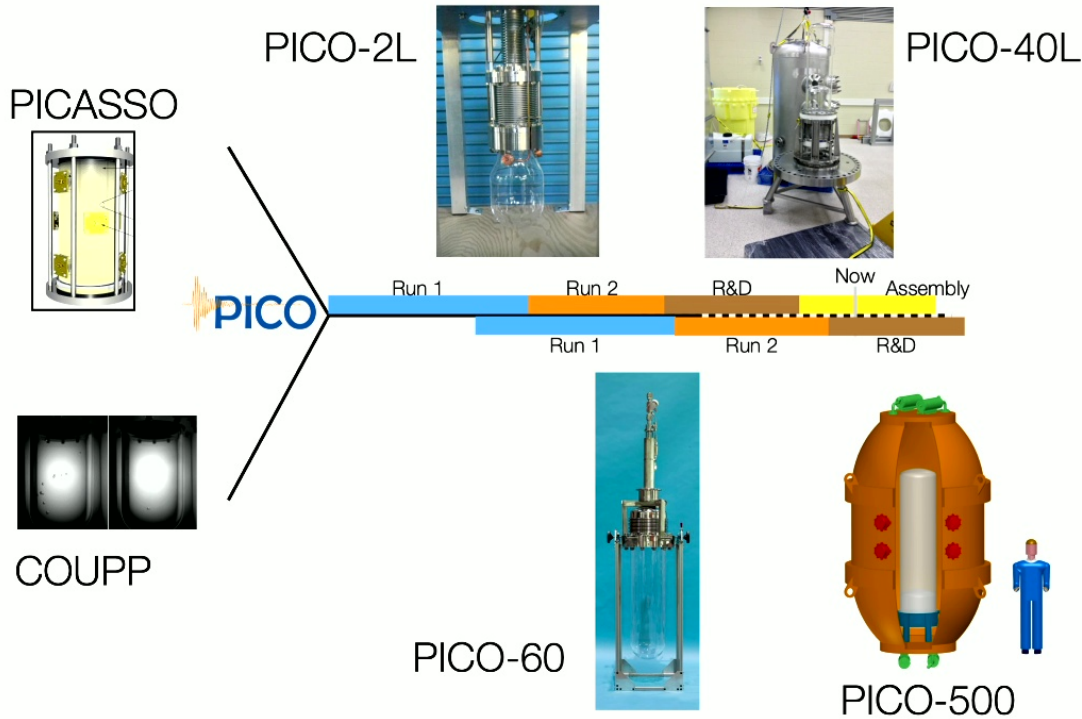 PICO-2L
PICO-40L
PICASSO
Now
Run 1
Run 2
R&D
Assembly
PICO
Run 1
Run 2
R&D
COUPP
PICO-60
PICO-500